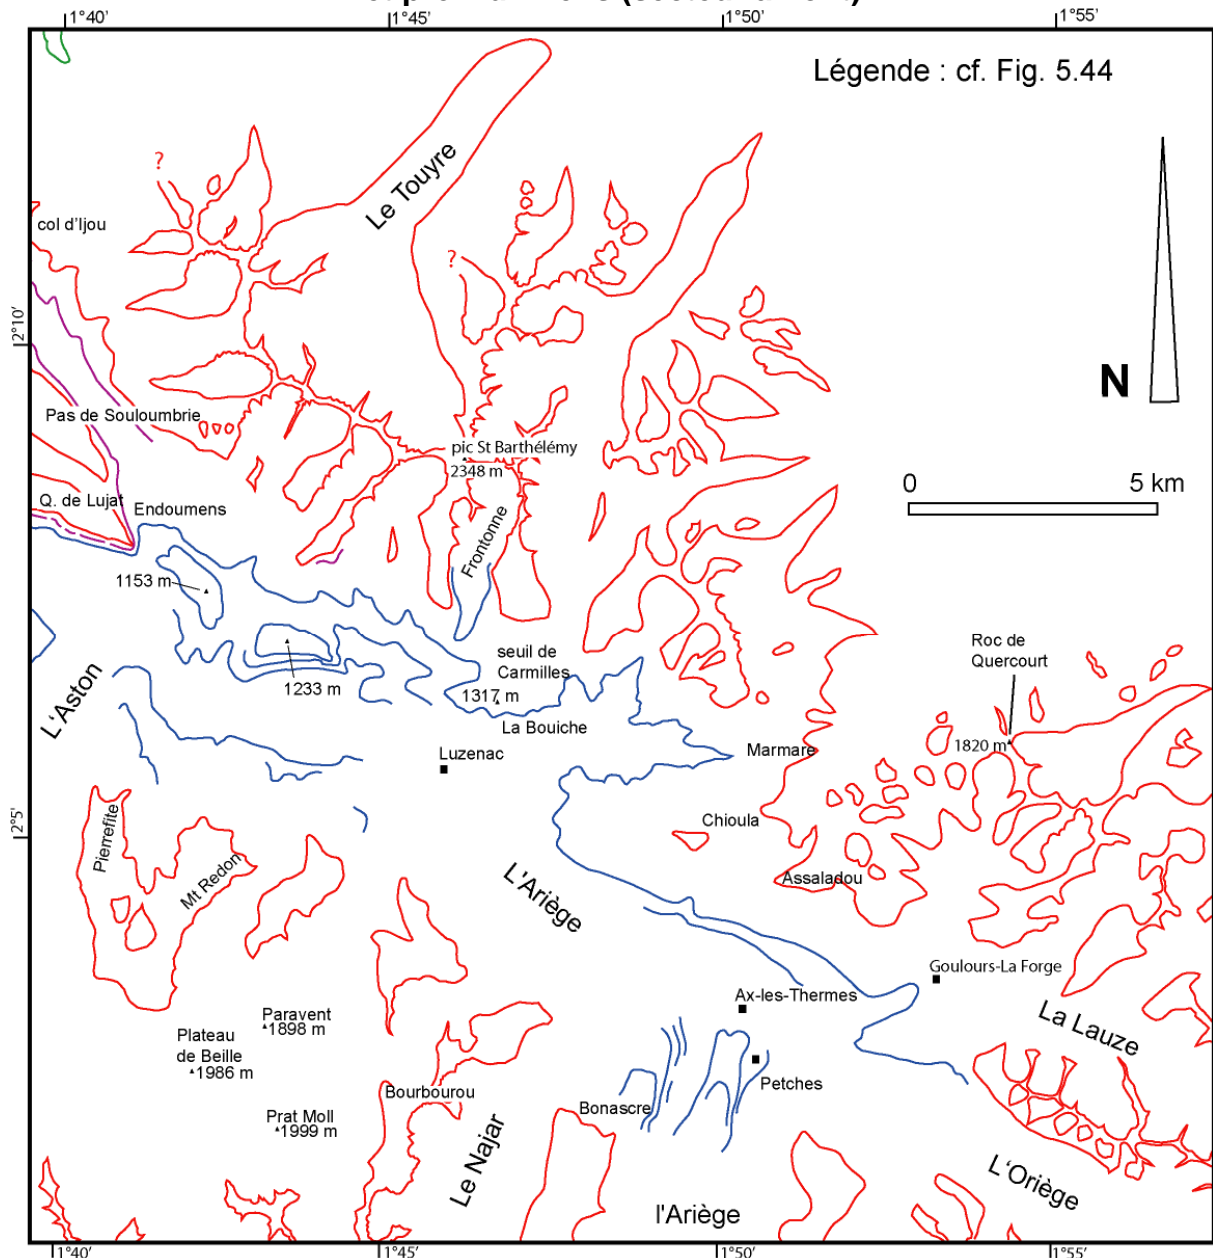 1°40'
1°45'
1°50'
1°55'
Légende : cf. Fig. 5.44
?
Le Touyre
col d'Ijou
?
2°10'
N
Pas de Souloumbrie
pic St Barthélémy
2348 m
0 5 km
Q. de Lujat
Endoumens
Frontonne
1153 m
Roc de
Quercourt
seuil de
Carmilles
L'Aston
1233 m
1317 m
La Bouiche
Marmare
1820 m
Luzenac
2°5'
Pierrefite
Chioula
Mt Redon
L'Ariège
Assaladou
Goulours-La Forge
Ax-les-Thermes
Paravent
1898 m
La Lauze
Plateau
de Beille
1986 m
Petches
Bourbourou
Bonascre
Prat Moll
1999 m
Le Najar
L'Oriège
l'Ariège
1°40'
1°45'
1°50'
1°55'